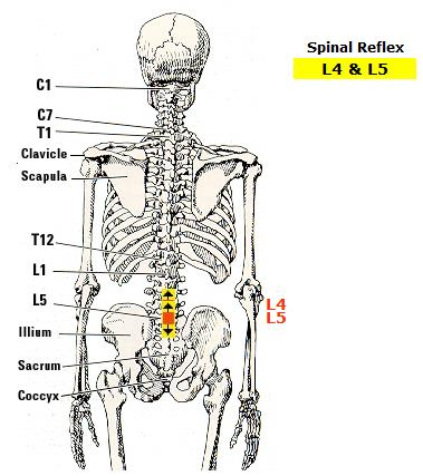 Spinal Reflex
L4 & L5
C1
C7
T1
Clavicle
Scapula
T12
L1
L5
Illium
Sacrum
Coccyx
L4
L5